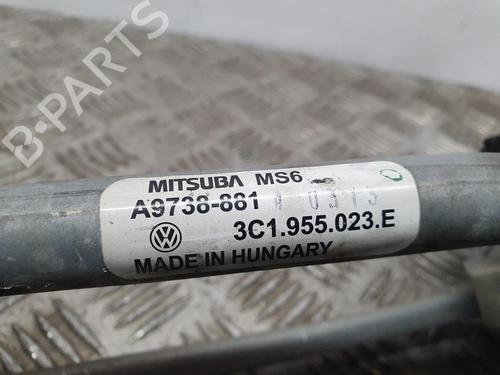 B-PARTS
MITSUBA MS6
A9738-881
3C1.955.023.E
MADE IN HUNGARY